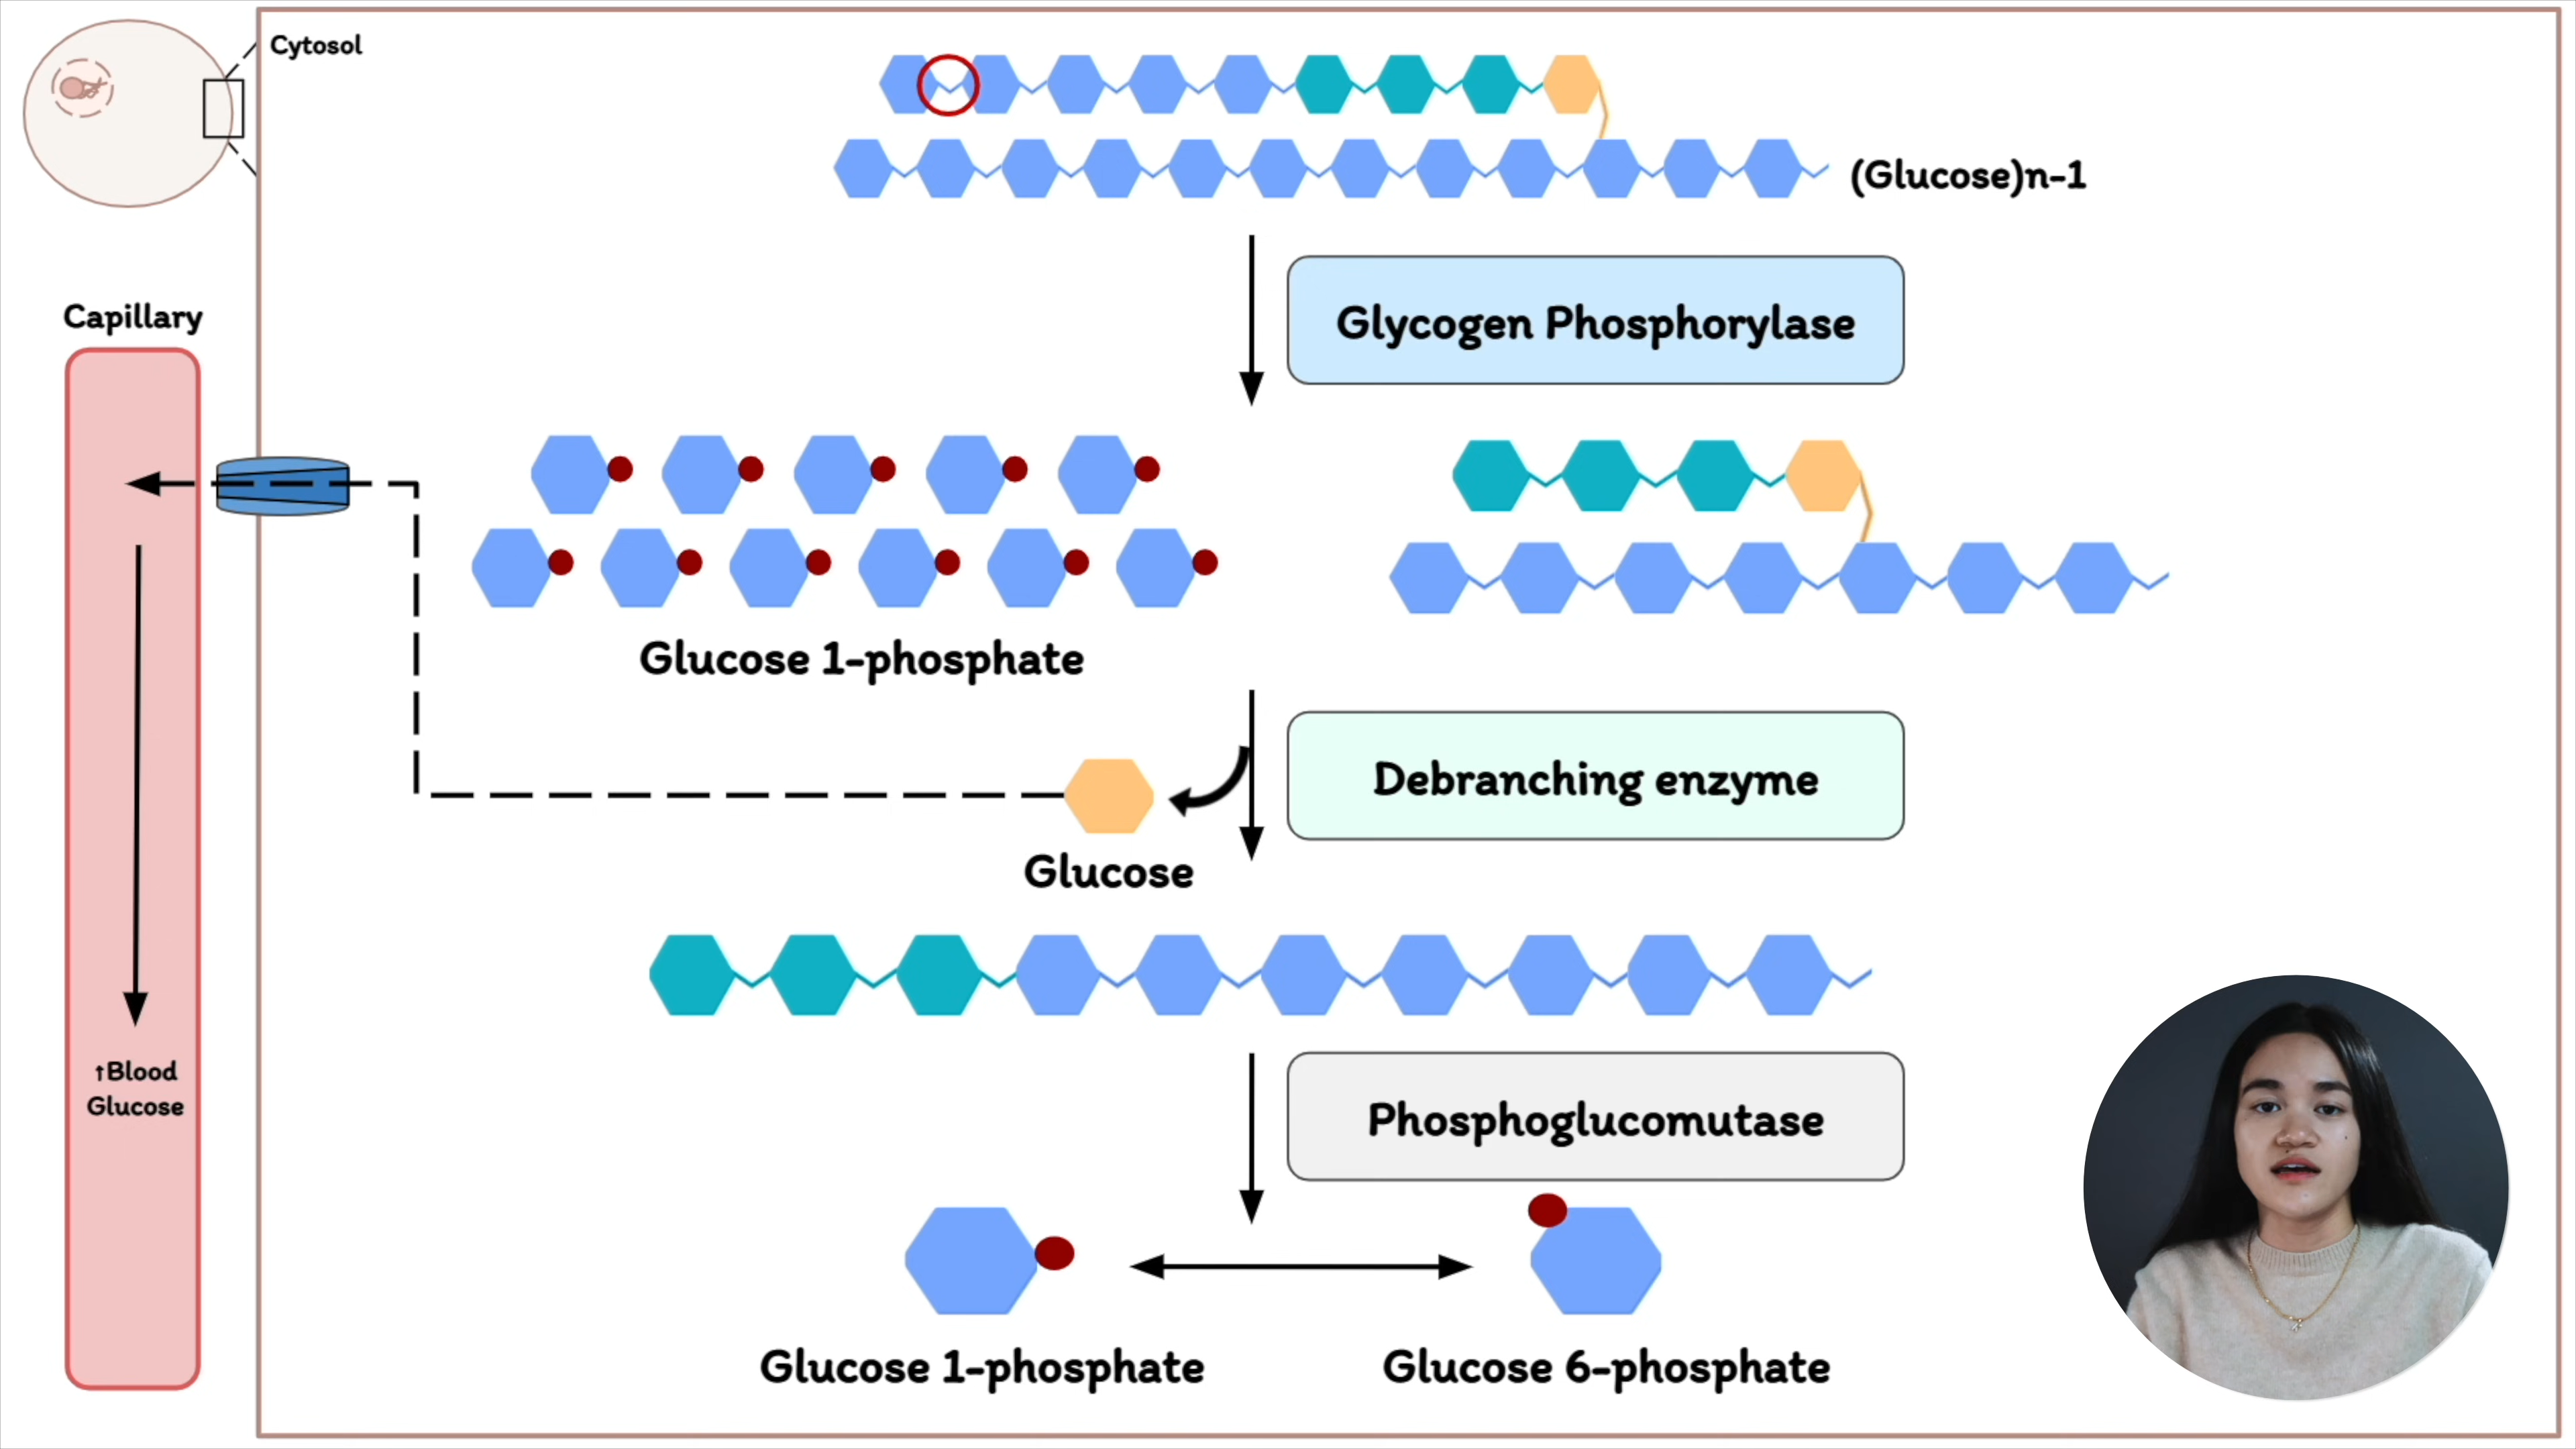 Cytosol
(Glucose)n-1
Glycogen Phosphorylase
Capillary
Glucose 1-phosphate
Debranching enzyme
Glucose
↑Blood
Glucose
Phosphoglucomutase
Glucose 1-phosphate
Glucose 6-phosphate